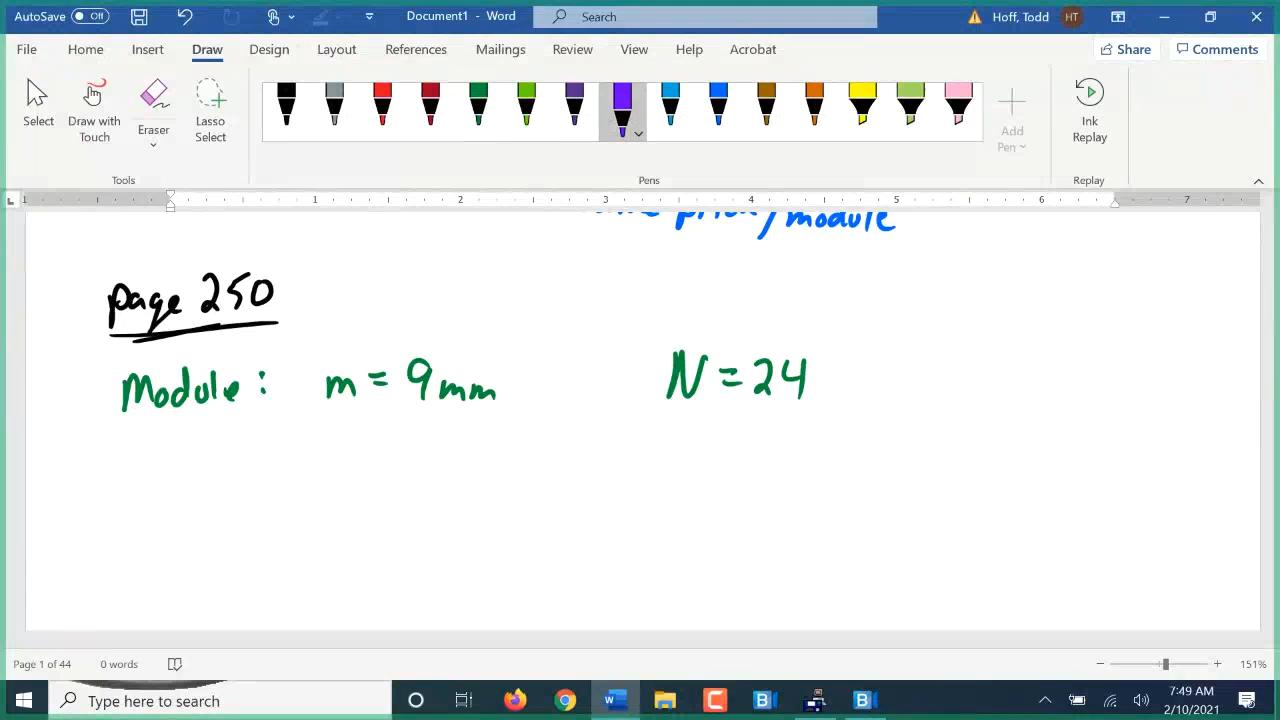 AutoSave Off Document1 - Word Search Hoff, Todd HT
File Home Insert Draw Design Layout References Mailings Review View Help Acrobat Share Comments
Select Draw with Touch Eraser Lasso Select Add Pen Ink Replay
Tools Pens Replay
1 1 2 3 4 5 6 7
pitch/module
page 250
Module: m = 9mm N = 24
Page 1 of 44 0 words 151%
Type here to search 7:49 AM
2/10/2021